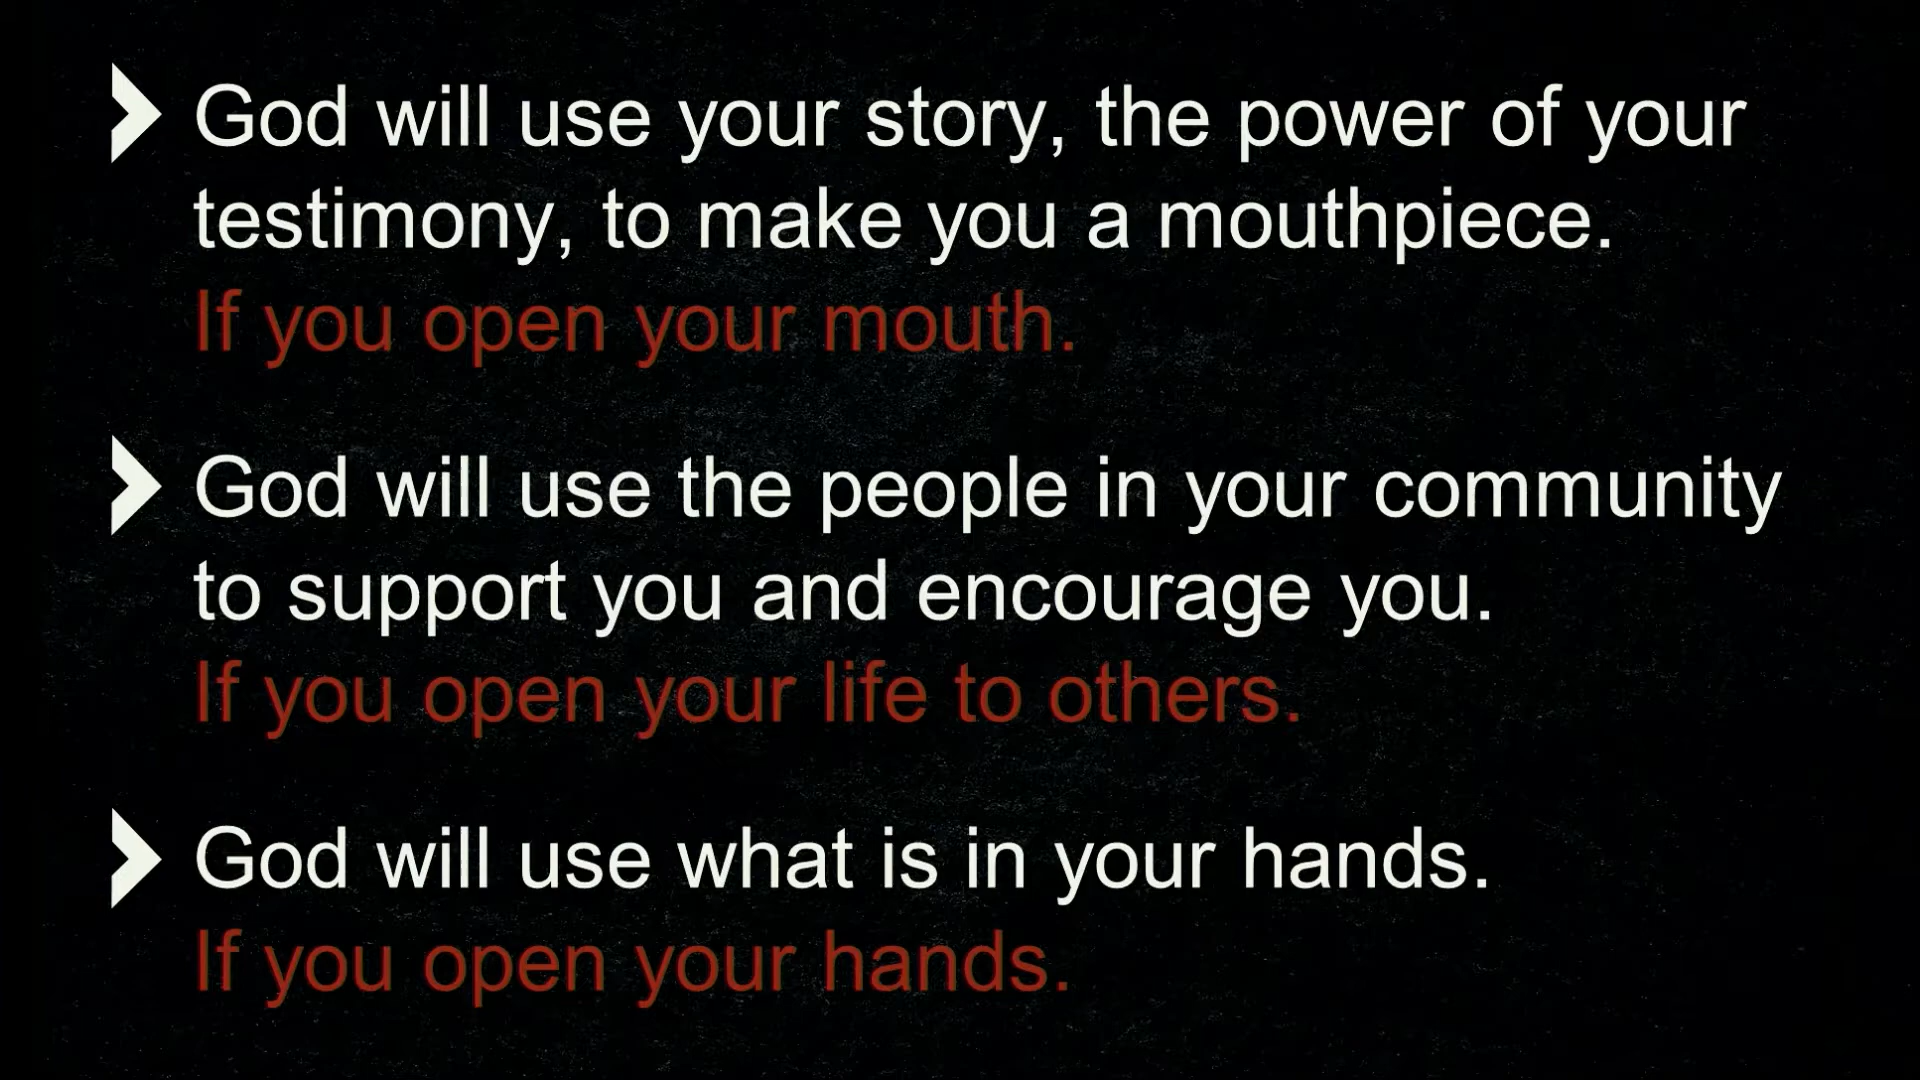 God will use your story, the power of your
testimony, to make you a mouthpiece.
If you open your mouth.
God will use the people in your community
to support you and encourage you.
If you open your life to others.
God will use what is in your hands.
If you open your hands.